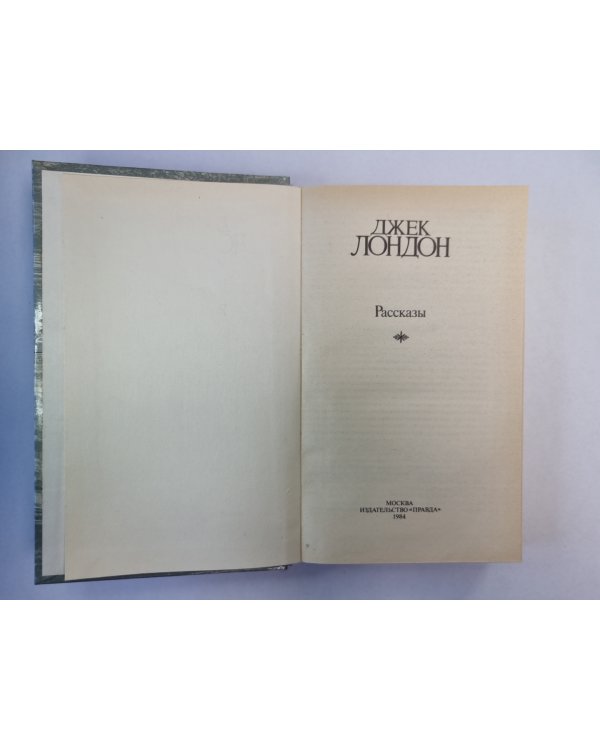 ДЖЕК
ЛОНДОН
Рассказы
МОСКВА
ИЗДАТЕЛЬСТВО «ПРАВДА»
1984